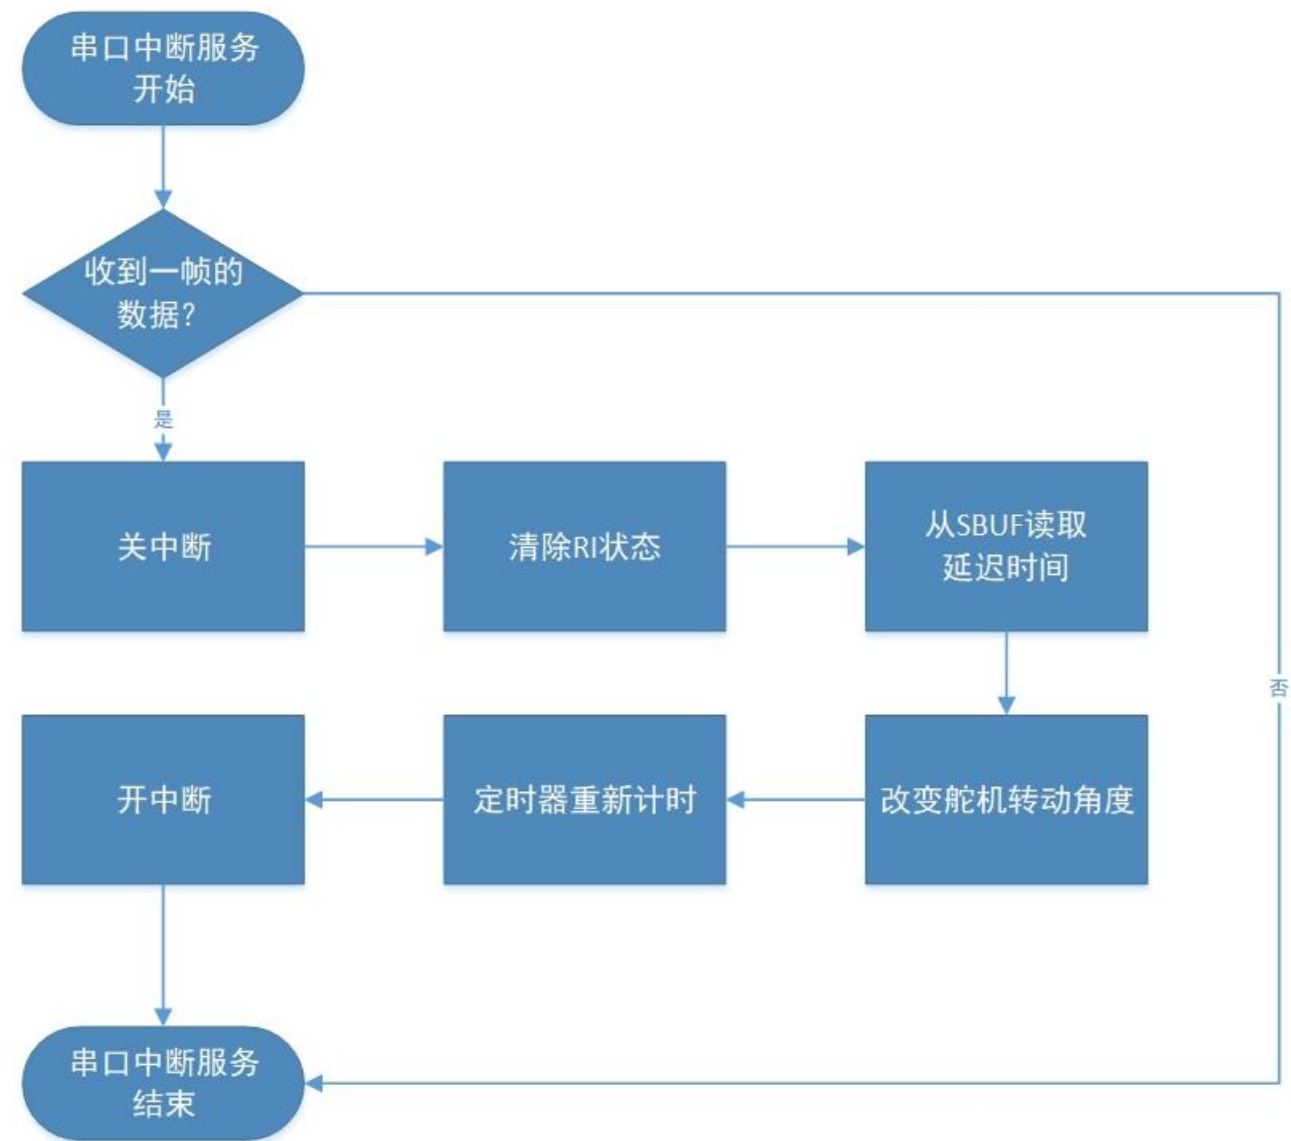 串口中断服务
开始
收到一帧的
数据？
是
关中断
清除RI状态
从SBUF读取
延迟时间
否
开中断
定时器重新计时
改变舵机转动角度
串口中断服务
结束